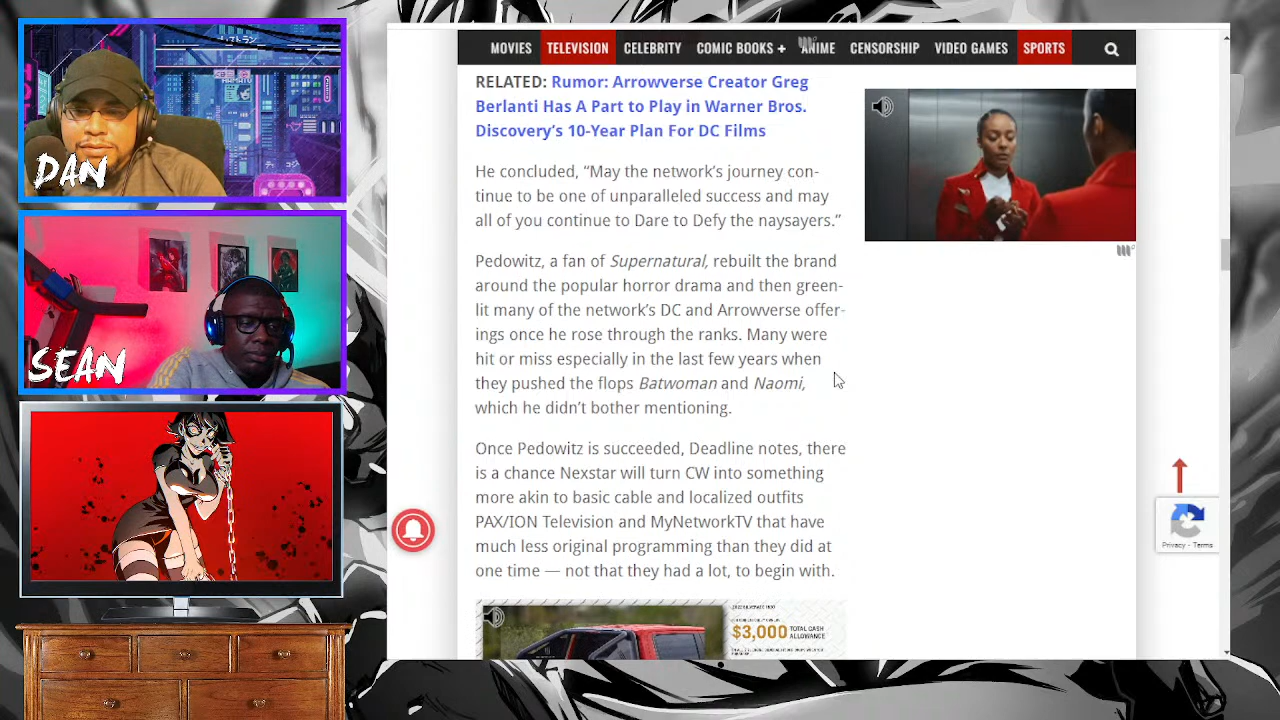 DAN
SEAN
MOVIES TELEVISION CELEBRITY COMIC BOOKS + ANIME CENSORSHIP VIDEO GAMES SPORTS
RELATED: Rumor: Arrowverse Creator Greg
Berlanti Has A Part to Play in Warner Bros.
Discovery’s 10-Year Plan For DC Films
He concluded, “May the network’s journey con-
tinue to be one of unparalleled success and may
all of you continue to Dare to Defy the naysayers.”
Pedowitz, a fan of Supernatural, rebuilt the brand
around the popular horror drama and then green-
lit many of the network’s DC and Arrowverse offer-
ings once he rose through the ranks. Many were
hit or miss especially in the last few years when
they pushed the flops Batwoman and Naomi,
which he didn’t bother mentioning.
Once Pedowitz is succeeded, Deadline notes, there
is a chance Nexstar will turn CW into something
more akin to basic cable and localized outfits
PAX/ION Television and MyNetworkTV that have
much less original programming than they did at
one time — not that they had a lot, to begin with.
$3,000 TOTAL CASH
ALLOWANCE
Privacy - Terms